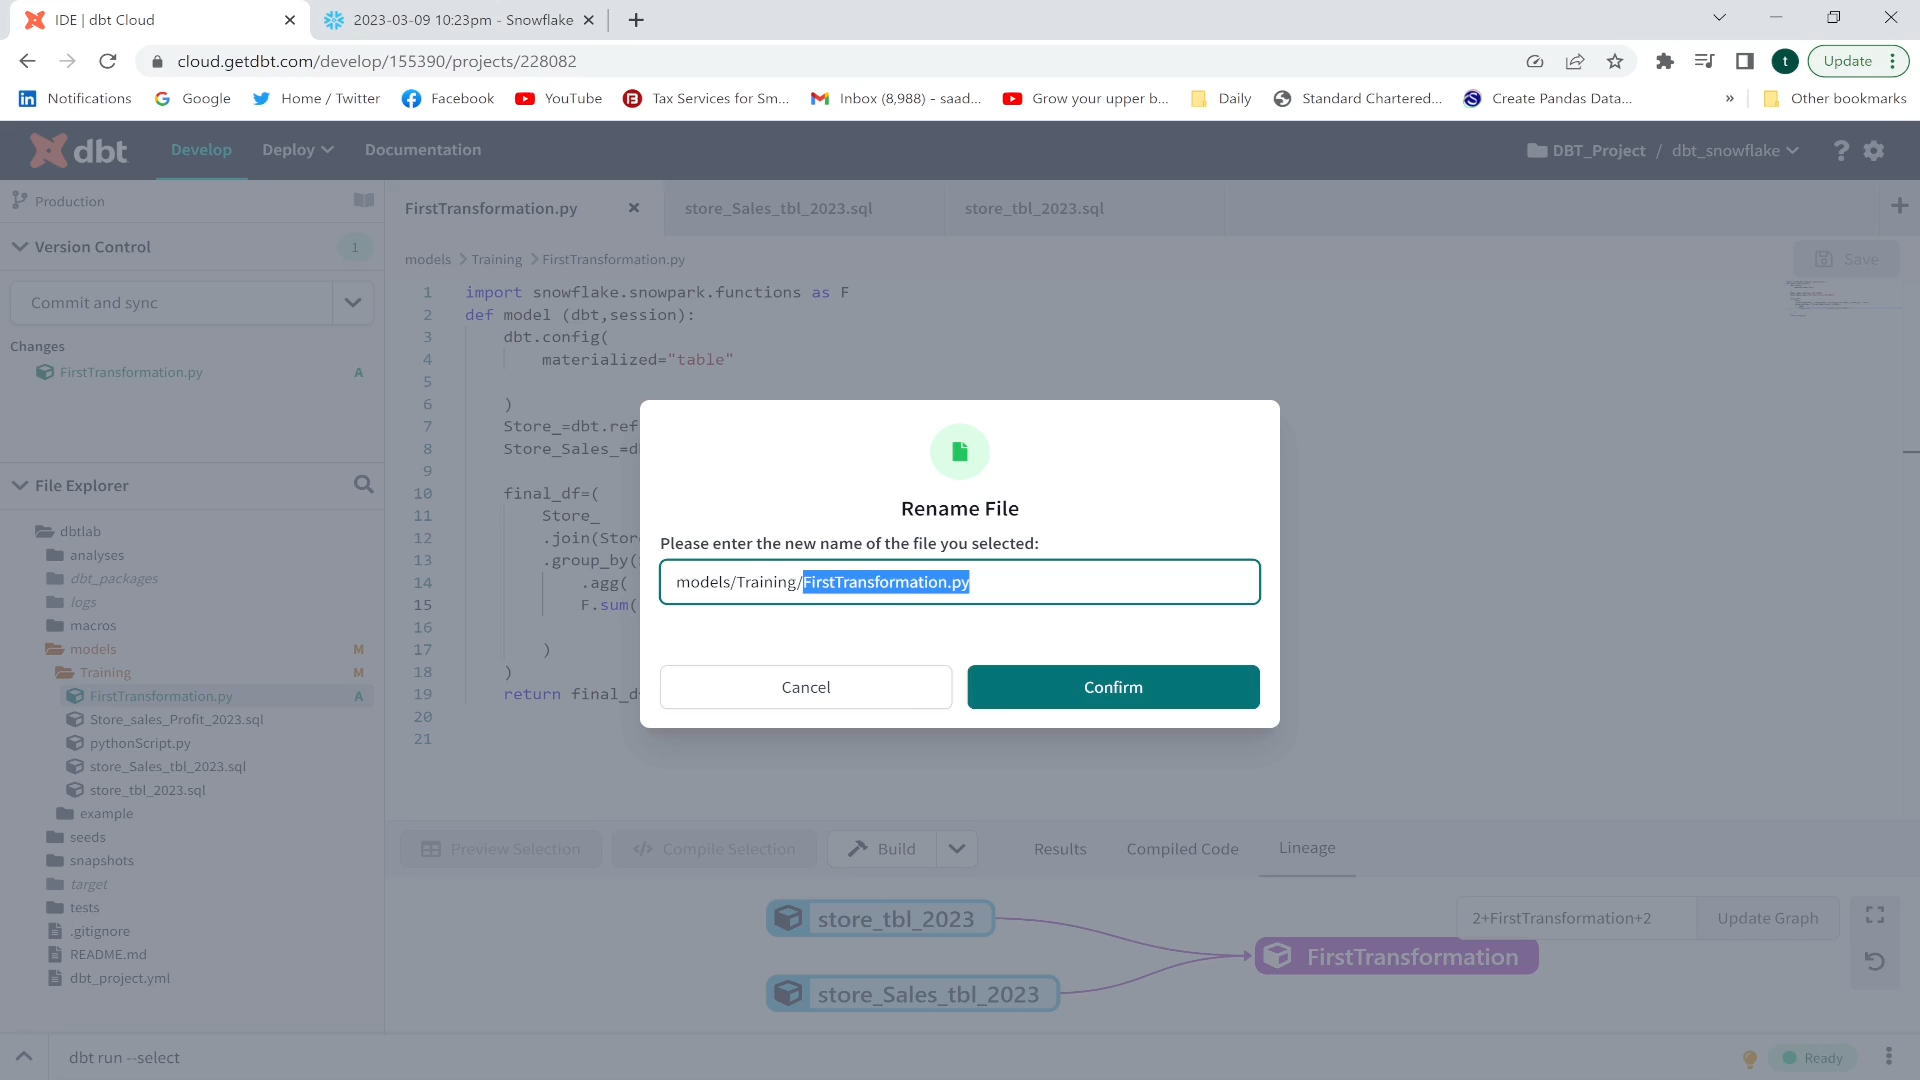 IDE | dbt Cloud
2023-03-09 10:23pm - Snowflake
cloud.getdbt.com/develop/155390/projects/228082
t
Update
Notifications
Google
Home / Twitter
Facebook
YouTube
Tax Services for Sm...
Inbox (8,988) - saad...
Grow your upper b...
Daily
Standard Chartered...
Create Pandas Data...
»
Other bookmarks
dbt
Develop
Deploy
Documentation
DBT_Project / dbt_snowflake
Production
Version Control
1
Commit and sync
Changes
FirstTransformation.py A
File Explorer
dbtlab
analyses
dbt_packages
logs
macros
models M
Training M
FirstTransformation.py A
Store_sales_Profit_2023.sql
pythonScript.py
store_Sales_tbl_2023.sql
store_tbl_2023.sql
example
seeds
snapshots
target
tests
.gitignore
README.md
dbt_project.yml
FirstTransformation.py
store_Sales_tbl_2023.sql
store_tbl_2023.sql
models > Training > FirstTransformation.py
Save
1 import snowflake.snowpark.functions as F
2 def model (dbt,session):
3 dbt.config(
4 materialized="table"
5
6 )
7 Store_=dbt.ref
8 Store_Sales_=d
9
10 final_df=(
11 Store_
12 .join(Stor
13 .group_by(
14 .agg(
15 F.sum(
16
17 )
18 )
19 return final_d
20
21
Rename File
Please enter the new name of the file you selected:
models/Training/FirstTransformation.py
Cancel
Confirm
Preview Selection
</> Compile Selection
Build
Results
Compiled Code
Lineage
store_tbl_2023
store_Sales_tbl_2023
FirstTransformation
2+FirstTransformation+2
Update Graph
dbt run --select
Ready